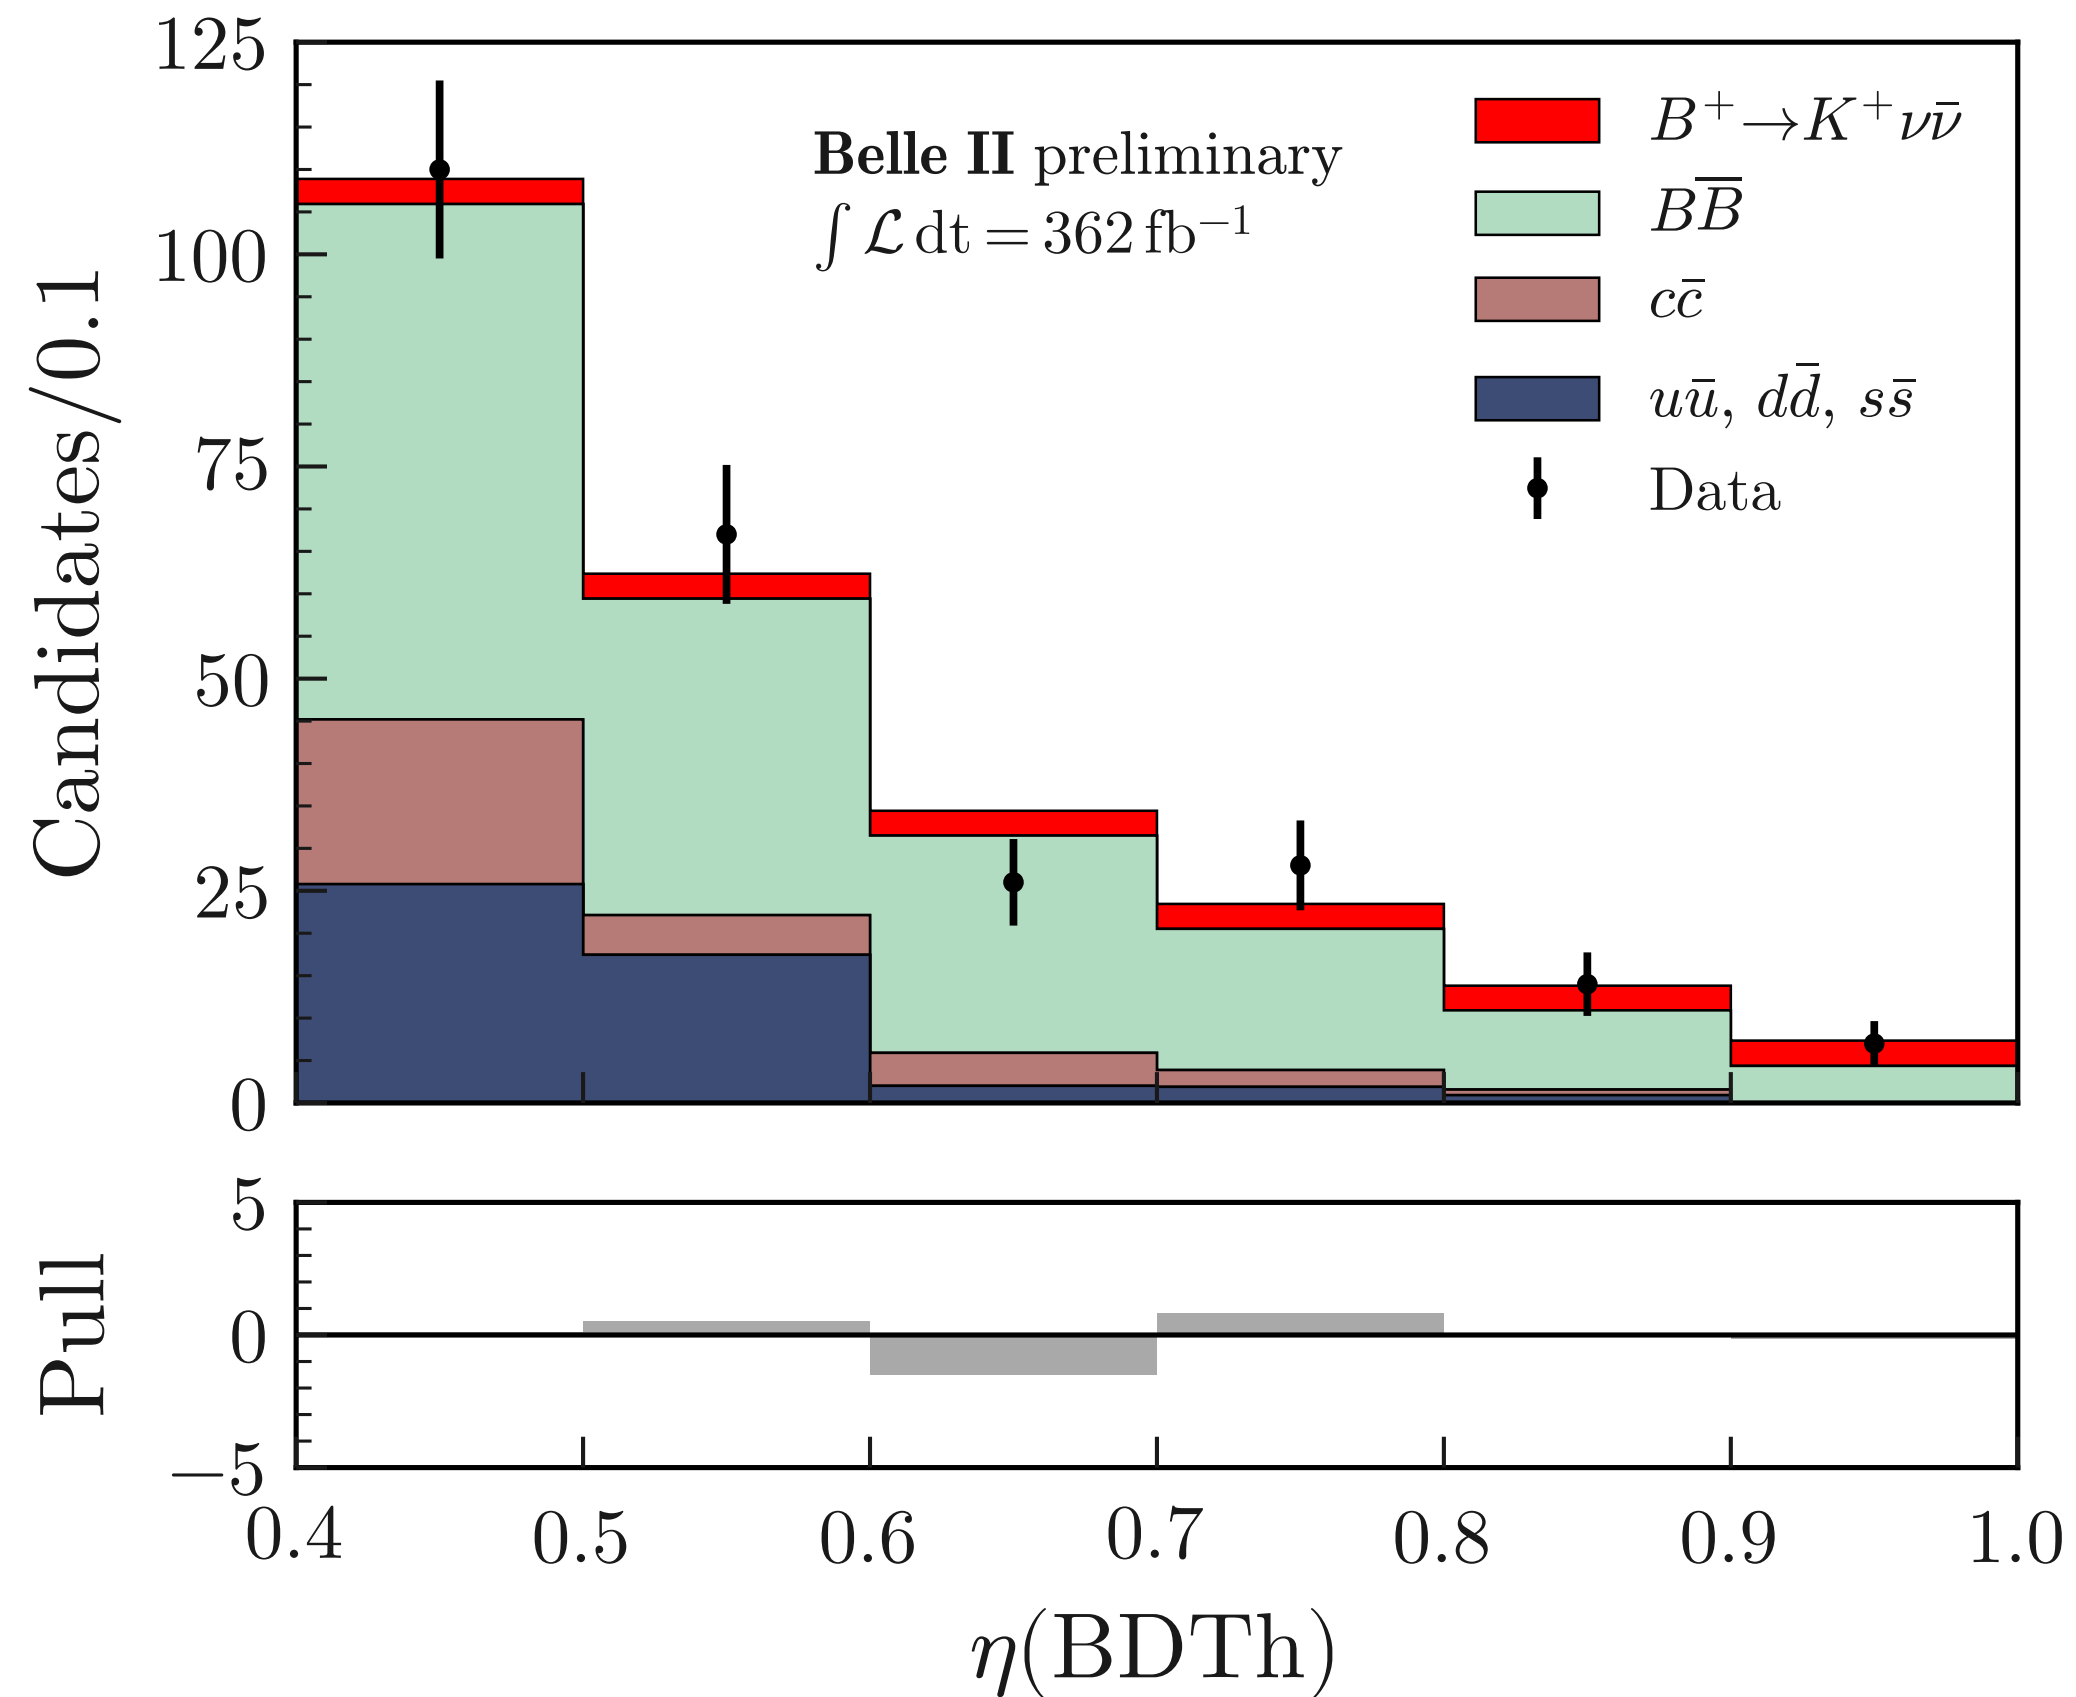 125
100
75
50
25
0
Candidates/0.1
Belle II preliminary
∫ ℒ dt = 362 fb⁻¹
B⁺→K⁺νν̄
BB̅
cc̄
uū, dd̄, ss̄
Data
5
0
−5
Pull
0.4 0.5 0.6 0.7 0.8 0.9 1.0
η(BDTh)